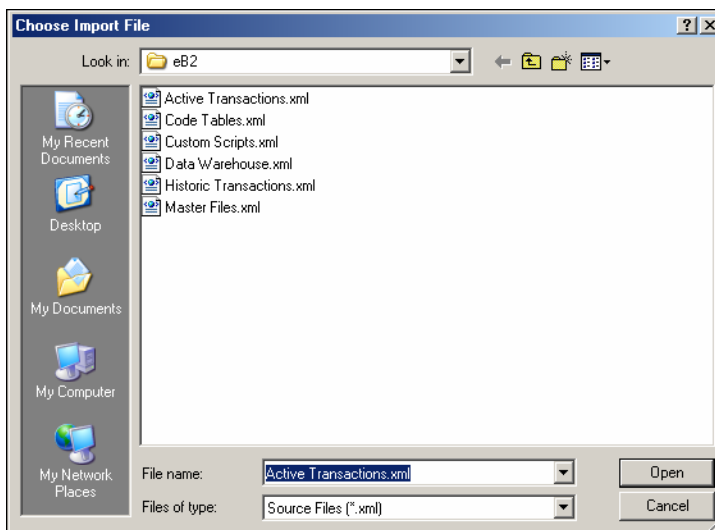 Choose Import File
Look in:
eB2
My Recent
Documents
Desktop
My Documents
My Computer
My Network
Places
Active Transactions.xml
Code Tables.xml
Custom Scripts.xml
Data Warehouse.xml
Historic Transactions.xml
Master Files.xml
File name:
Active Transactions.xml
Open
Files of type:
Source Files (*.xml)
Cancel